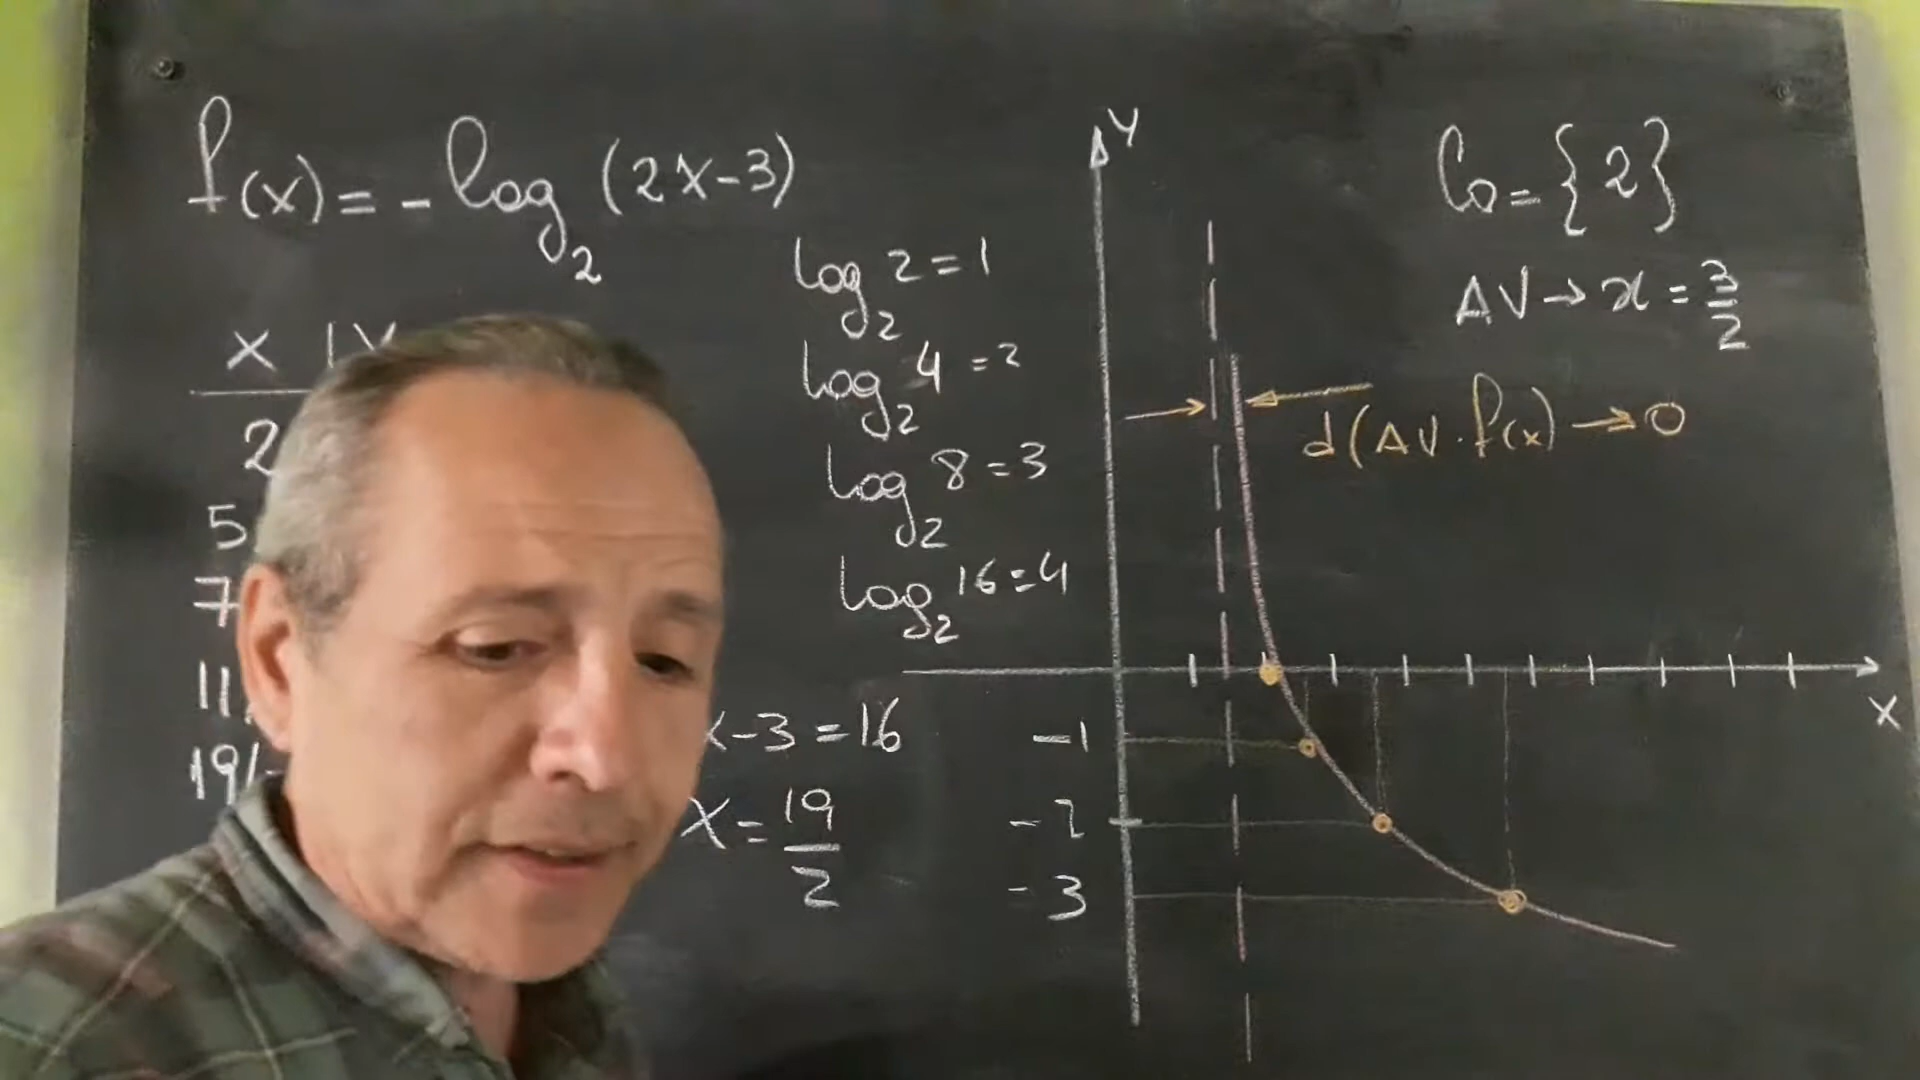 f(x) = -log₂ (2x-3)
x | y
2
5
7
11
19/
log₂ 2 = 1
log₂ 4 = 2
log₂ 8 = 3
log₂ 16 = 4
x-3 = 16
x = 19/2
y
x
-1
-2
-3
C₀ = {2}
AV → x = 3/2
d(AV. f(x) → 0